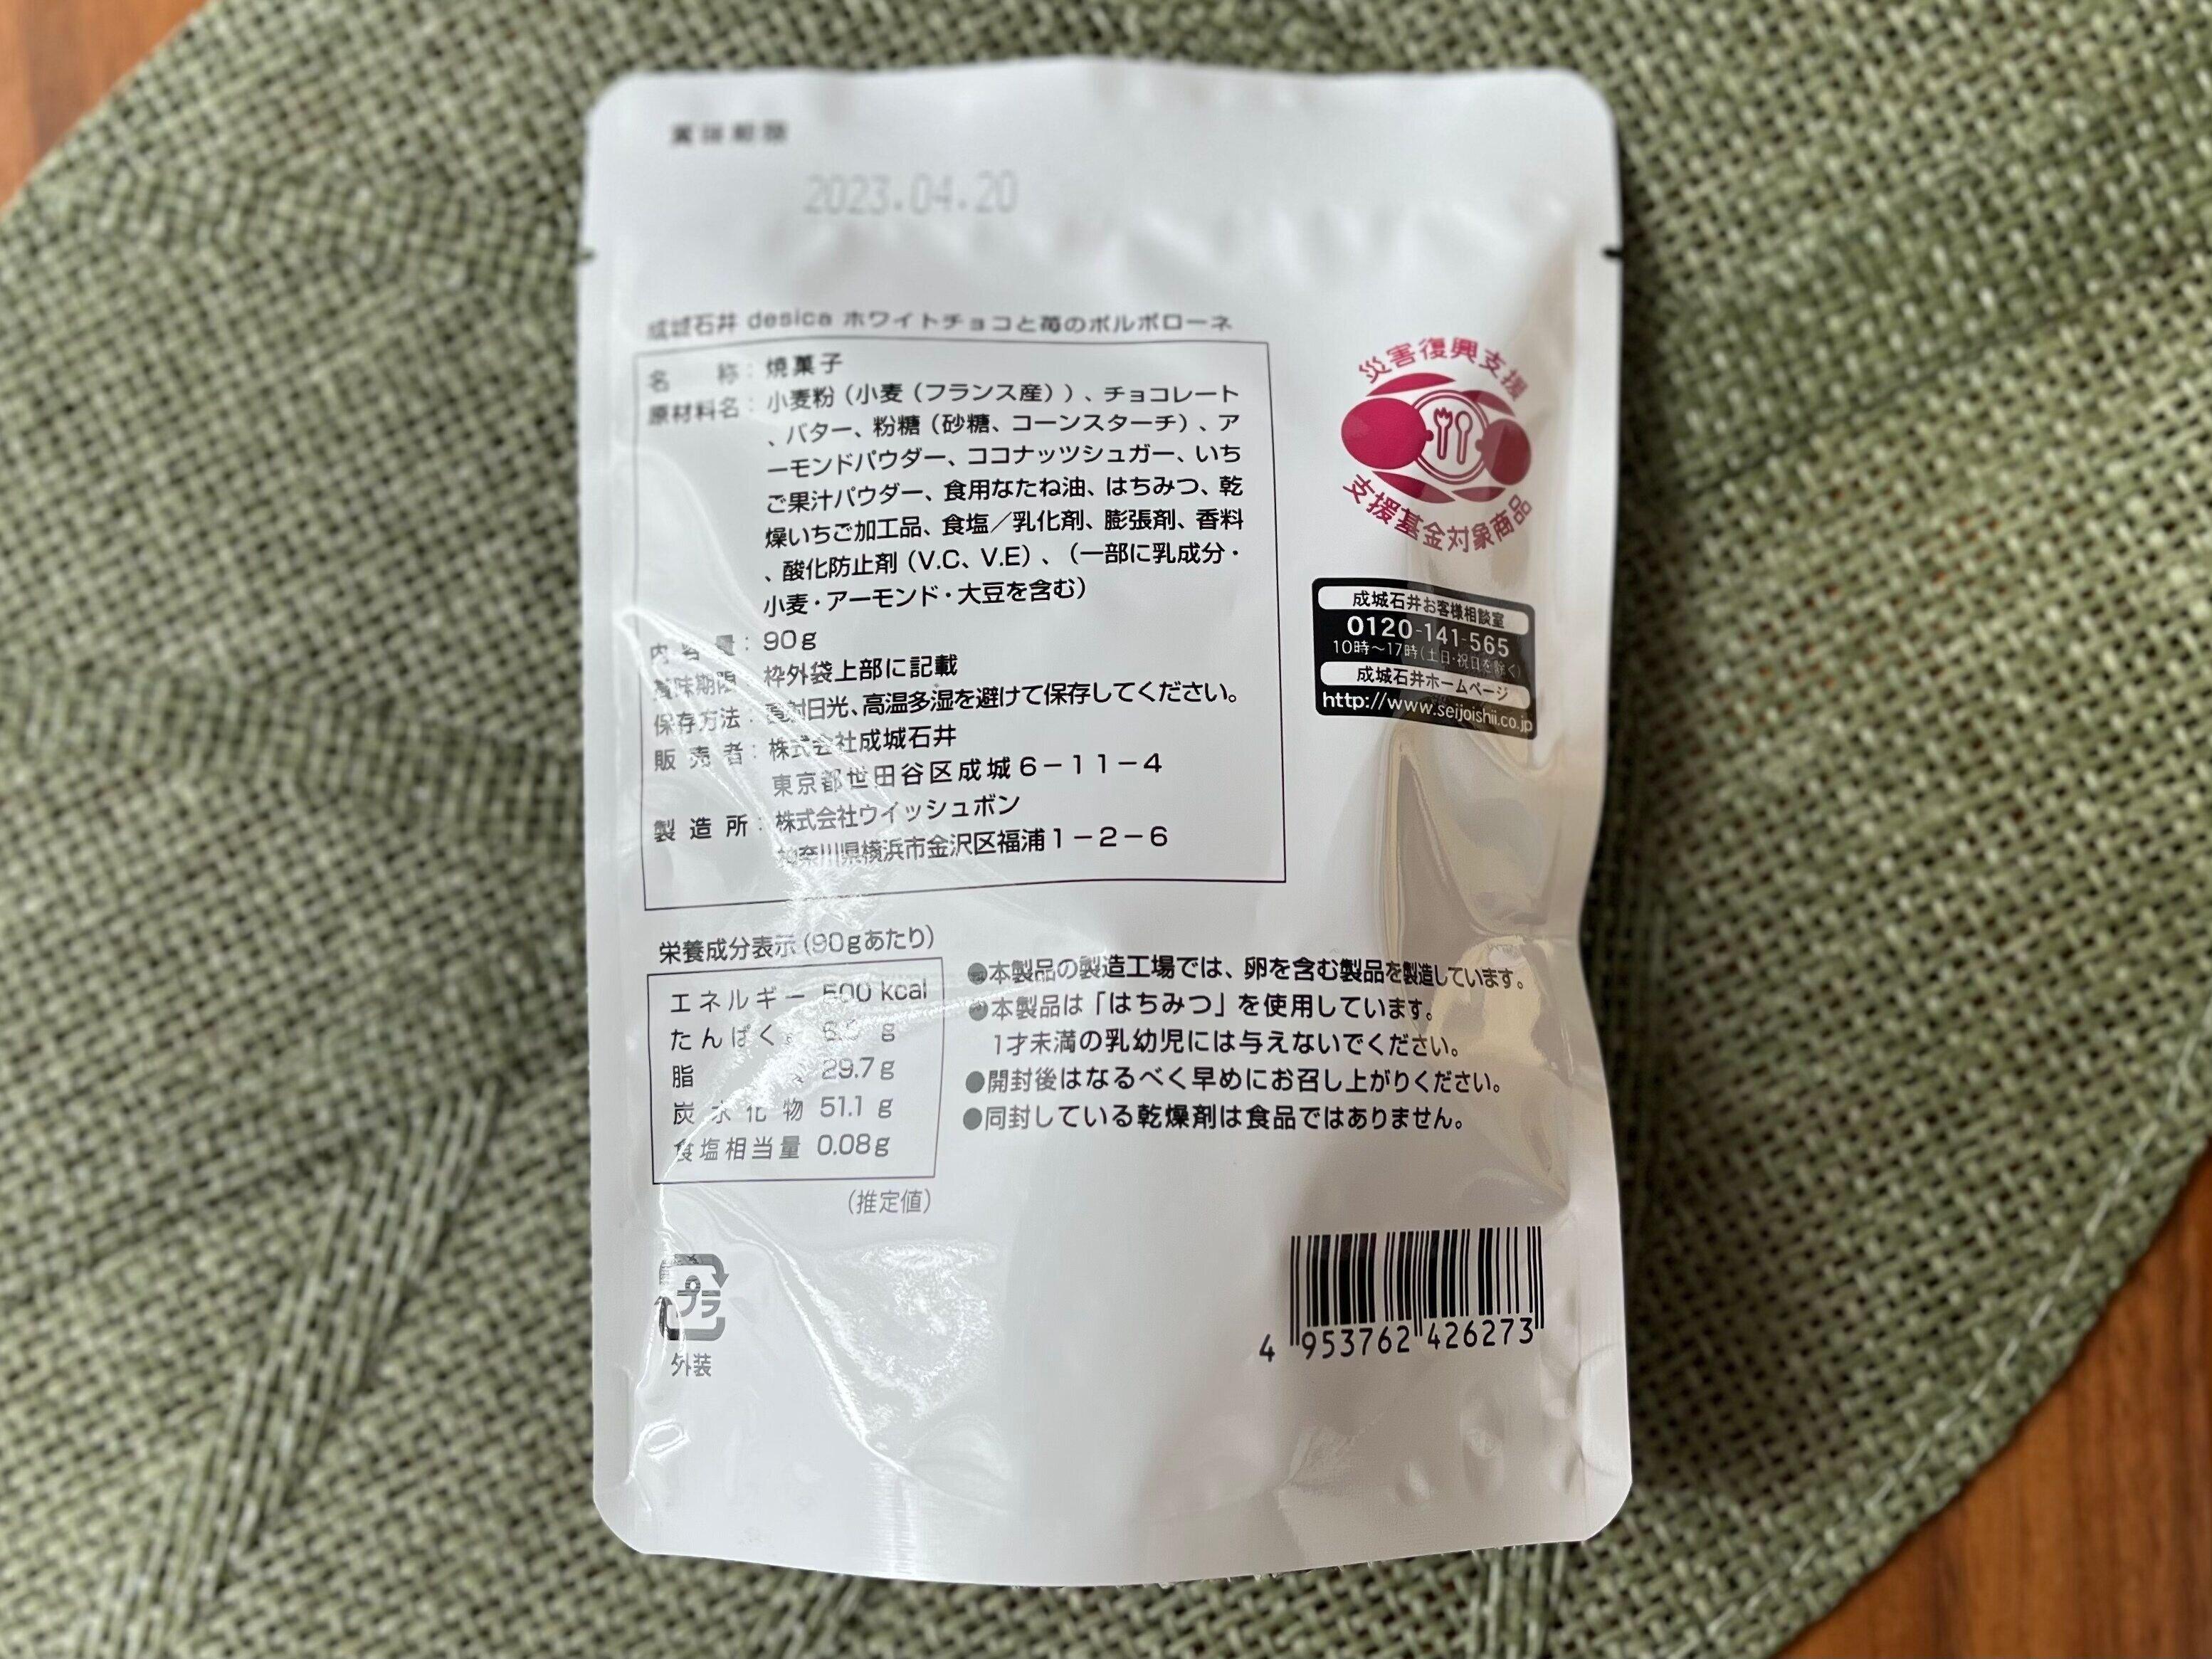 賞味期限
2023.04.20
成城石井 desica ホワイトチョコと苺のポルボローネ
名　　称：焼菓子
原材料名：小麦粉（小麦（フランス産））、チョコレート
、バター、粉糖（砂糖、コーンスターチ）、ア
ーモンドパウダー、ココナッツシュガー、いち
ご果汁パウダー、食用なたね油、はちみつ、乾
燥いちご加工品、食塩／乳化剤、膨張剤、香料
、酸化防止剤（V.C、V.E）、（一部に乳成分・
小麦・アーモンド・大豆を含む）
内 容 量：90g
賞味期限：枠外袋上部に記載
保存方法：直射日光、高温多湿を避けて保存してください。
販 売 者：株式会社成城石井
東京都世田谷区成城６－１１－４
製 造 所：株式会社ウイッシュボン
神奈川県横浜市金沢区福浦１－２－６
災害復興支援
支援基金対象商品
成城石井お客様相談室
0120-141-565
10時～17時（土日・祝日を除く）
成城石井ホームページ
http://www.seijoishii.co.jp
栄養成分表示（90gあたり）
エネルギー 500 kcal
たんぱく g
脂 29.7g
炭水化物 51.1 g
食塩相当量 0.08g
（推定値）
●本製品の製造工場では、卵を含む製品を製造しています。
●本製品は「はちみつ」を使用しています。
1才未満の乳幼児には与えないでください。
●開封後はなるべく早めにお召し上がりください。
●同封している乾燥剤は食品ではありません。
プラ
外装
4 953762 426273